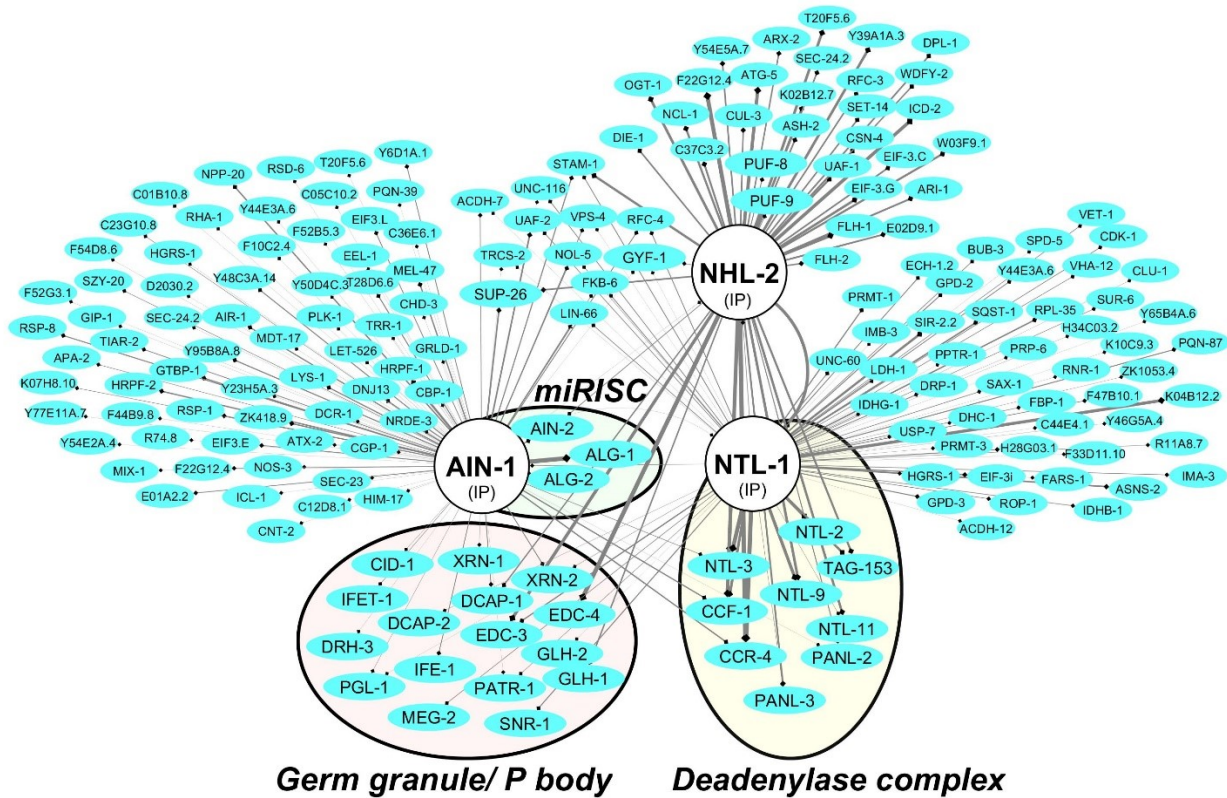 T20F5.6
ARX-2
Y39A1A.3
Y54E5A.7
SEC-24.2
DPL-1
OGT-1
F22G12.4
ATG-5
RFC-3
WDFY-2
K02B12.7
NCL-1
CUL-3
SET-14
ICD-2
ASH-2
DIE-1
C37C3.2
CSN-4
W03F9.1
PUF-8
UAF-1
EIF-3.C
STAM-1
PUF-9
EIF-3.G
ARI-1
UNC-116
ACDH-7
UAF-2
VPS-4
RFC-4
FLH-1
E02D9.1
TRCS-2
NOL-5
GYF-1
NHL-2
(IP)
FLH-2
SUP-26
FKB-6
LIN-66
Y6D1A.1
T20F5.6
RSD-6
NPP-20
C01B10.8
C05C10.2
PQN-39
RHA-1
Y44E3A.6
C23G10.8
F52B5.3
EIF3.L
C36E6.1
F54D8.6
HGRS-1
F10C2.4
EEL-1
MEL-47
SZY-20
D2030.2
Y48C3A.14
Y50D4C.3
T28D6.6
F52G3.1
GIP-1
SEC-24.2
AIR-1
PLK-1
TRR-1
CHD-3
RSP-8
TIAR-2
MDT-17
LET-526
GRLD-1
APA-2
GTBP-1
Y95B8A.8
LYS-1
HRPF-1
K07H8.10
HRPF-2
Y23H5A.3
DNJ13
CBP-1
Y77E11A.7
F44B9.8
RSP-1
ZK418.9
DCR-1
NRDE-3
Y54E2A.4
R74.8
EIF3.E
ATX-2
CGP-1
MIX-1
F22G12.4
NOS-3
SEC-23
E01A2.2
ICL-1
C12D8.1
HIM-17
CNT-2
AIN-1
(IP)
miRISC
AIN-2
ALG-1
ALG-2
NTL-1
(IP)
VET-1
BUB-3
SPD-5
CDK-1
ECH-1.2
Y44E3A.6
VHA-12
CLU-1
PRMT-1
GPD-2
SUR-6
IMB-3
SIR-2.2
SQST-1
RPL-35
Y65B4A.6
H34C03.2
UNC-60
LDH-1
PPTR-1
PRP-6
K10C9.3
PQN-87
IDHG-1
DRP-1
SAX-1
RNR-1
ZK1053.4
FBP-1
F47B10.1
K04B12.2
USP-7
DHC-1
C44E4.1
Y46G5A.4
PRMT-3
H28G03.1
F33D11.10
R11A8.7
HGRS-1
EIF-3i
FARS-1
ASNS-2
IMA-3
GPD-3
ROP-1
IDHB-1
ACDH-12
CID-1
XRN-1
XRN-2
IFET-1
DCAP-1
EDC-4
DCAP-2
EDC-3
DRH-3
IFE-1
GLH-2
PGL-1
PATR-1
GLH-1
MEG-2
SNR-1
NTL-2
NTL-3
TAG-153
CCF-1
NTL-9
NTL-11
CCR-4
PANL-2
PANL-3
Germ granule/ P body
Deadenylase complex